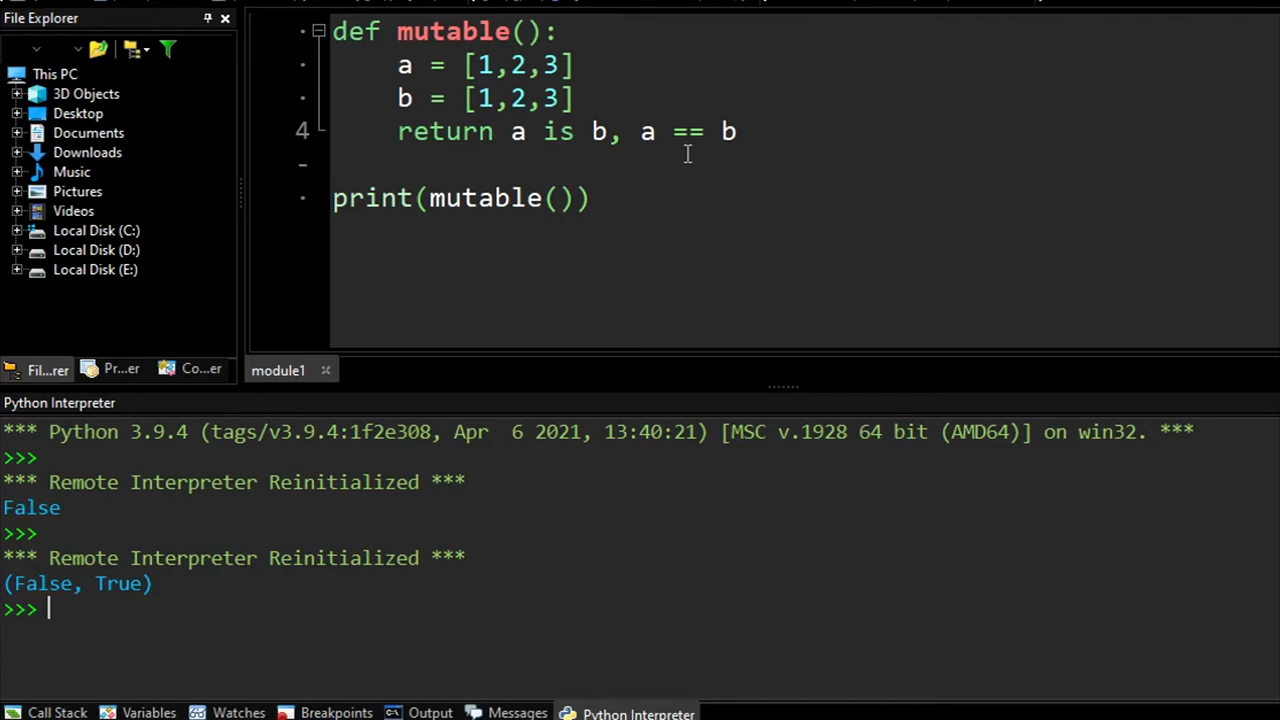 File Explorer
This PC
3D Objects
Desktop
Documents
Downloads
Music
Pictures
Videos
Local Disk (C:)
Local Disk (D:)
Local Disk (E:)
Fil...rer
Pr...er
Co...er
def mutable():
a = [1,2,3]
b = [1,2,3]
4 return a is b, a == b
print(mutable())
module1
Python Interpreter
*** Python 3.9.4 (tags/v3.9.4:1f2e308, Apr  6 2021, 13:40:21) [MSC v.1928 64 bit (AMD64)] on win32. ***
>>>
*** Remote Interpreter Reinitialized ***
False
>>>
*** Remote Interpreter Reinitialized ***
(False, True)
>>>
Call Stack
Variables
Watches
Breakpoints
Output
Messages
Python Interpreter